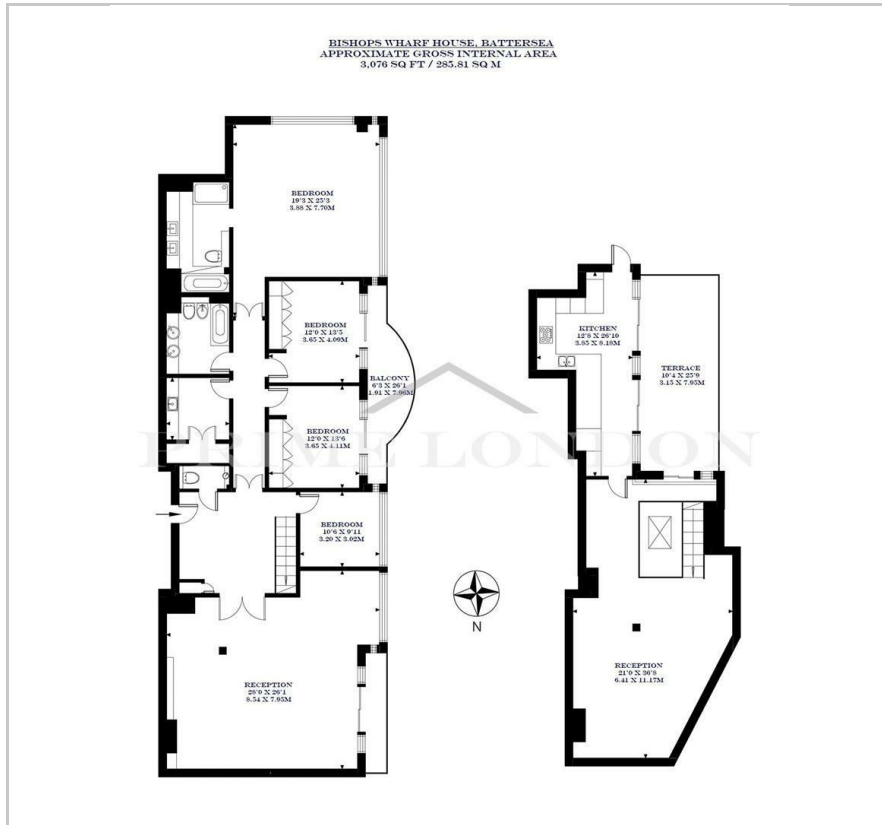 BISHOPS WHARF HOUSE, BATTERSEA
APPROXIMATE GROSS INTERNAL AREA
3,076 SQ FT / 285.81 SQ M
BEDROOM
19'3 X 25'3
3.88 X 7.70M
BEDROOM
12'0 X 13'5
3.65 X 4.09M
BALCONY
6'3 X 26'1
1.91 X 7.96M
BEDROOM
12'0 X 13'6
3.65 X 4.11M
BEDROOM
10'6 X 9'11
3.20 X 3.02M
RECEPTION
28'0 X 26'1
8.54 X 7.95M
KITCHEN
12'8 X 26'10
3.85 X 8.18M
TERRACE
10'4 X 25'9
3.15 X 7.95M
PRIME LONDON
N
RECEPTION
21'0 X 36'8
6.41 X 11.17M